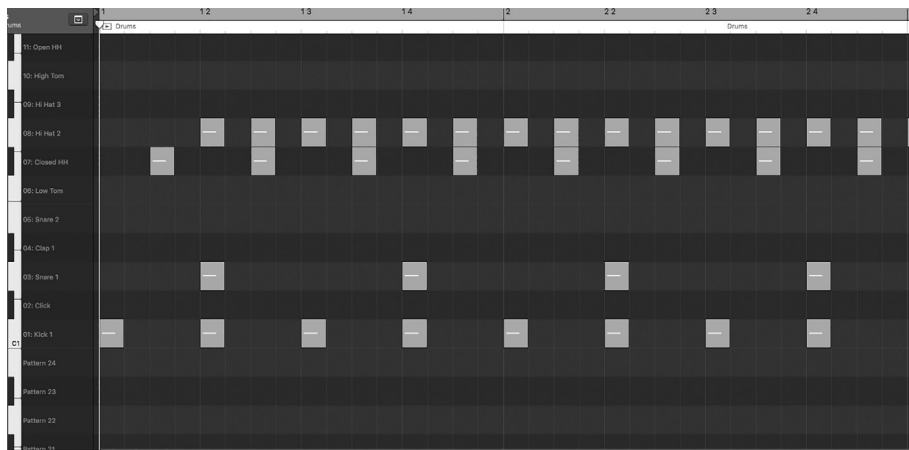 rums
1 1 2 1 3 1 4 2 2 2 2 3 2 4
Drums Drums
11: Open HH
10: High Tom
09: Hi Hat 3
08: Hi Hat 2
07: Closed HH
06: Low Tom
05: Snare 2
04: Clap 1
03: Snare 1
02: Click
01: Kick 1
C1
Pattern 24
Pattern 23
Pattern 22
Pattern 21